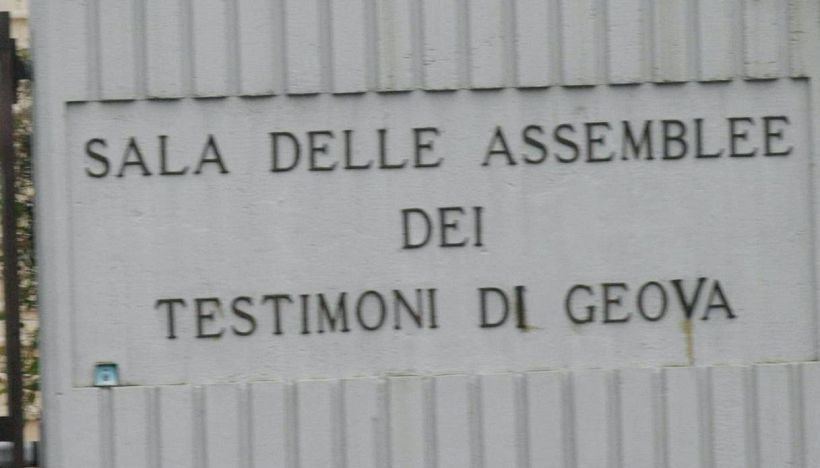 SALA DELLE ASSEMBLEE
DEI
TESTIMONI DI GEOVA